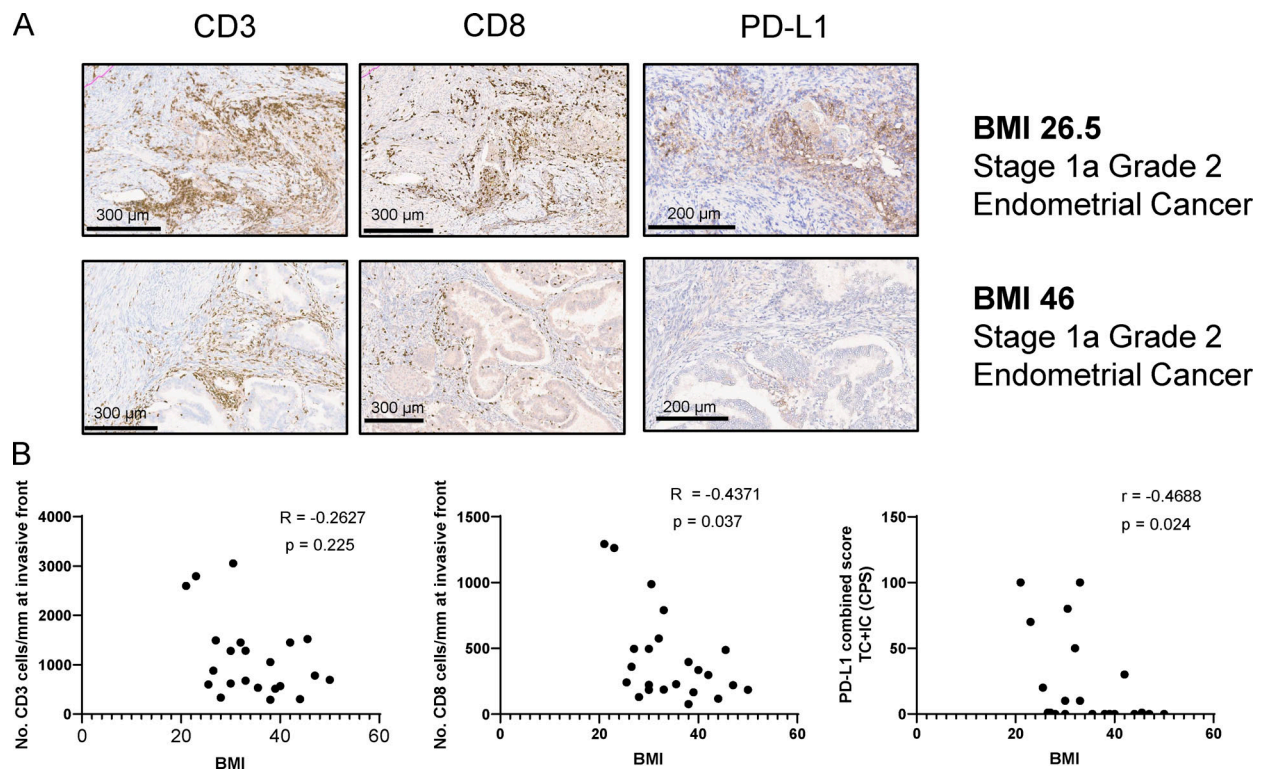 A
CD3
CD8
PD-L1
300 µm
300 µm
200 µm
BMI 26.5
Stage 1a Grade 2
Endometrial Cancer
300 µm
300 µm
200 µm
BMI 46
Stage 1a Grade 2
Endometrial Cancer
B
No. CD3 cells/mm at invasive front
4000
3000
2000
1000
0
0
20
40
60
BMI
R = -0.2627
p = 0.225
No. CD8 cells/mm at invasive front
1500
1000
500
0
0
20
40
60
BMI
R = -0.4371
p = 0.037
PD-L1 combined score
TC+IC (CPS)
150
100
50
0
0
20
40
60
BMI
r = -0.4688
p = 0.024